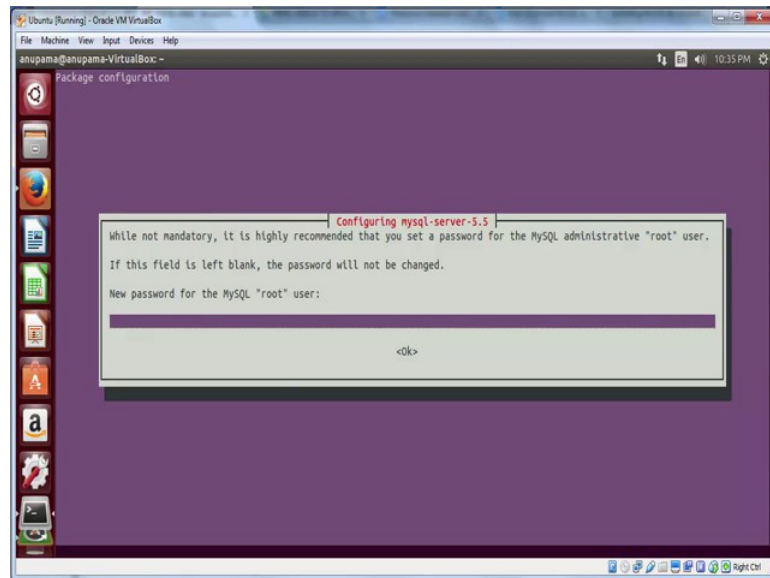 Ubuntu [Running] - Oracle VM VirtualBox
File Machine View Input Devices Help
anupama@anupama-VirtualBox: ~
En
10:35 PM
Package configuration
Configuring mysql-server-5.5
While not mandatory, it is highly recommended that you set a password for the MySQL administrative "root" user.
If this field is left blank, the password will not be changed.
New password for the MySQL "root" user:
<Ok>
Right Ctrl